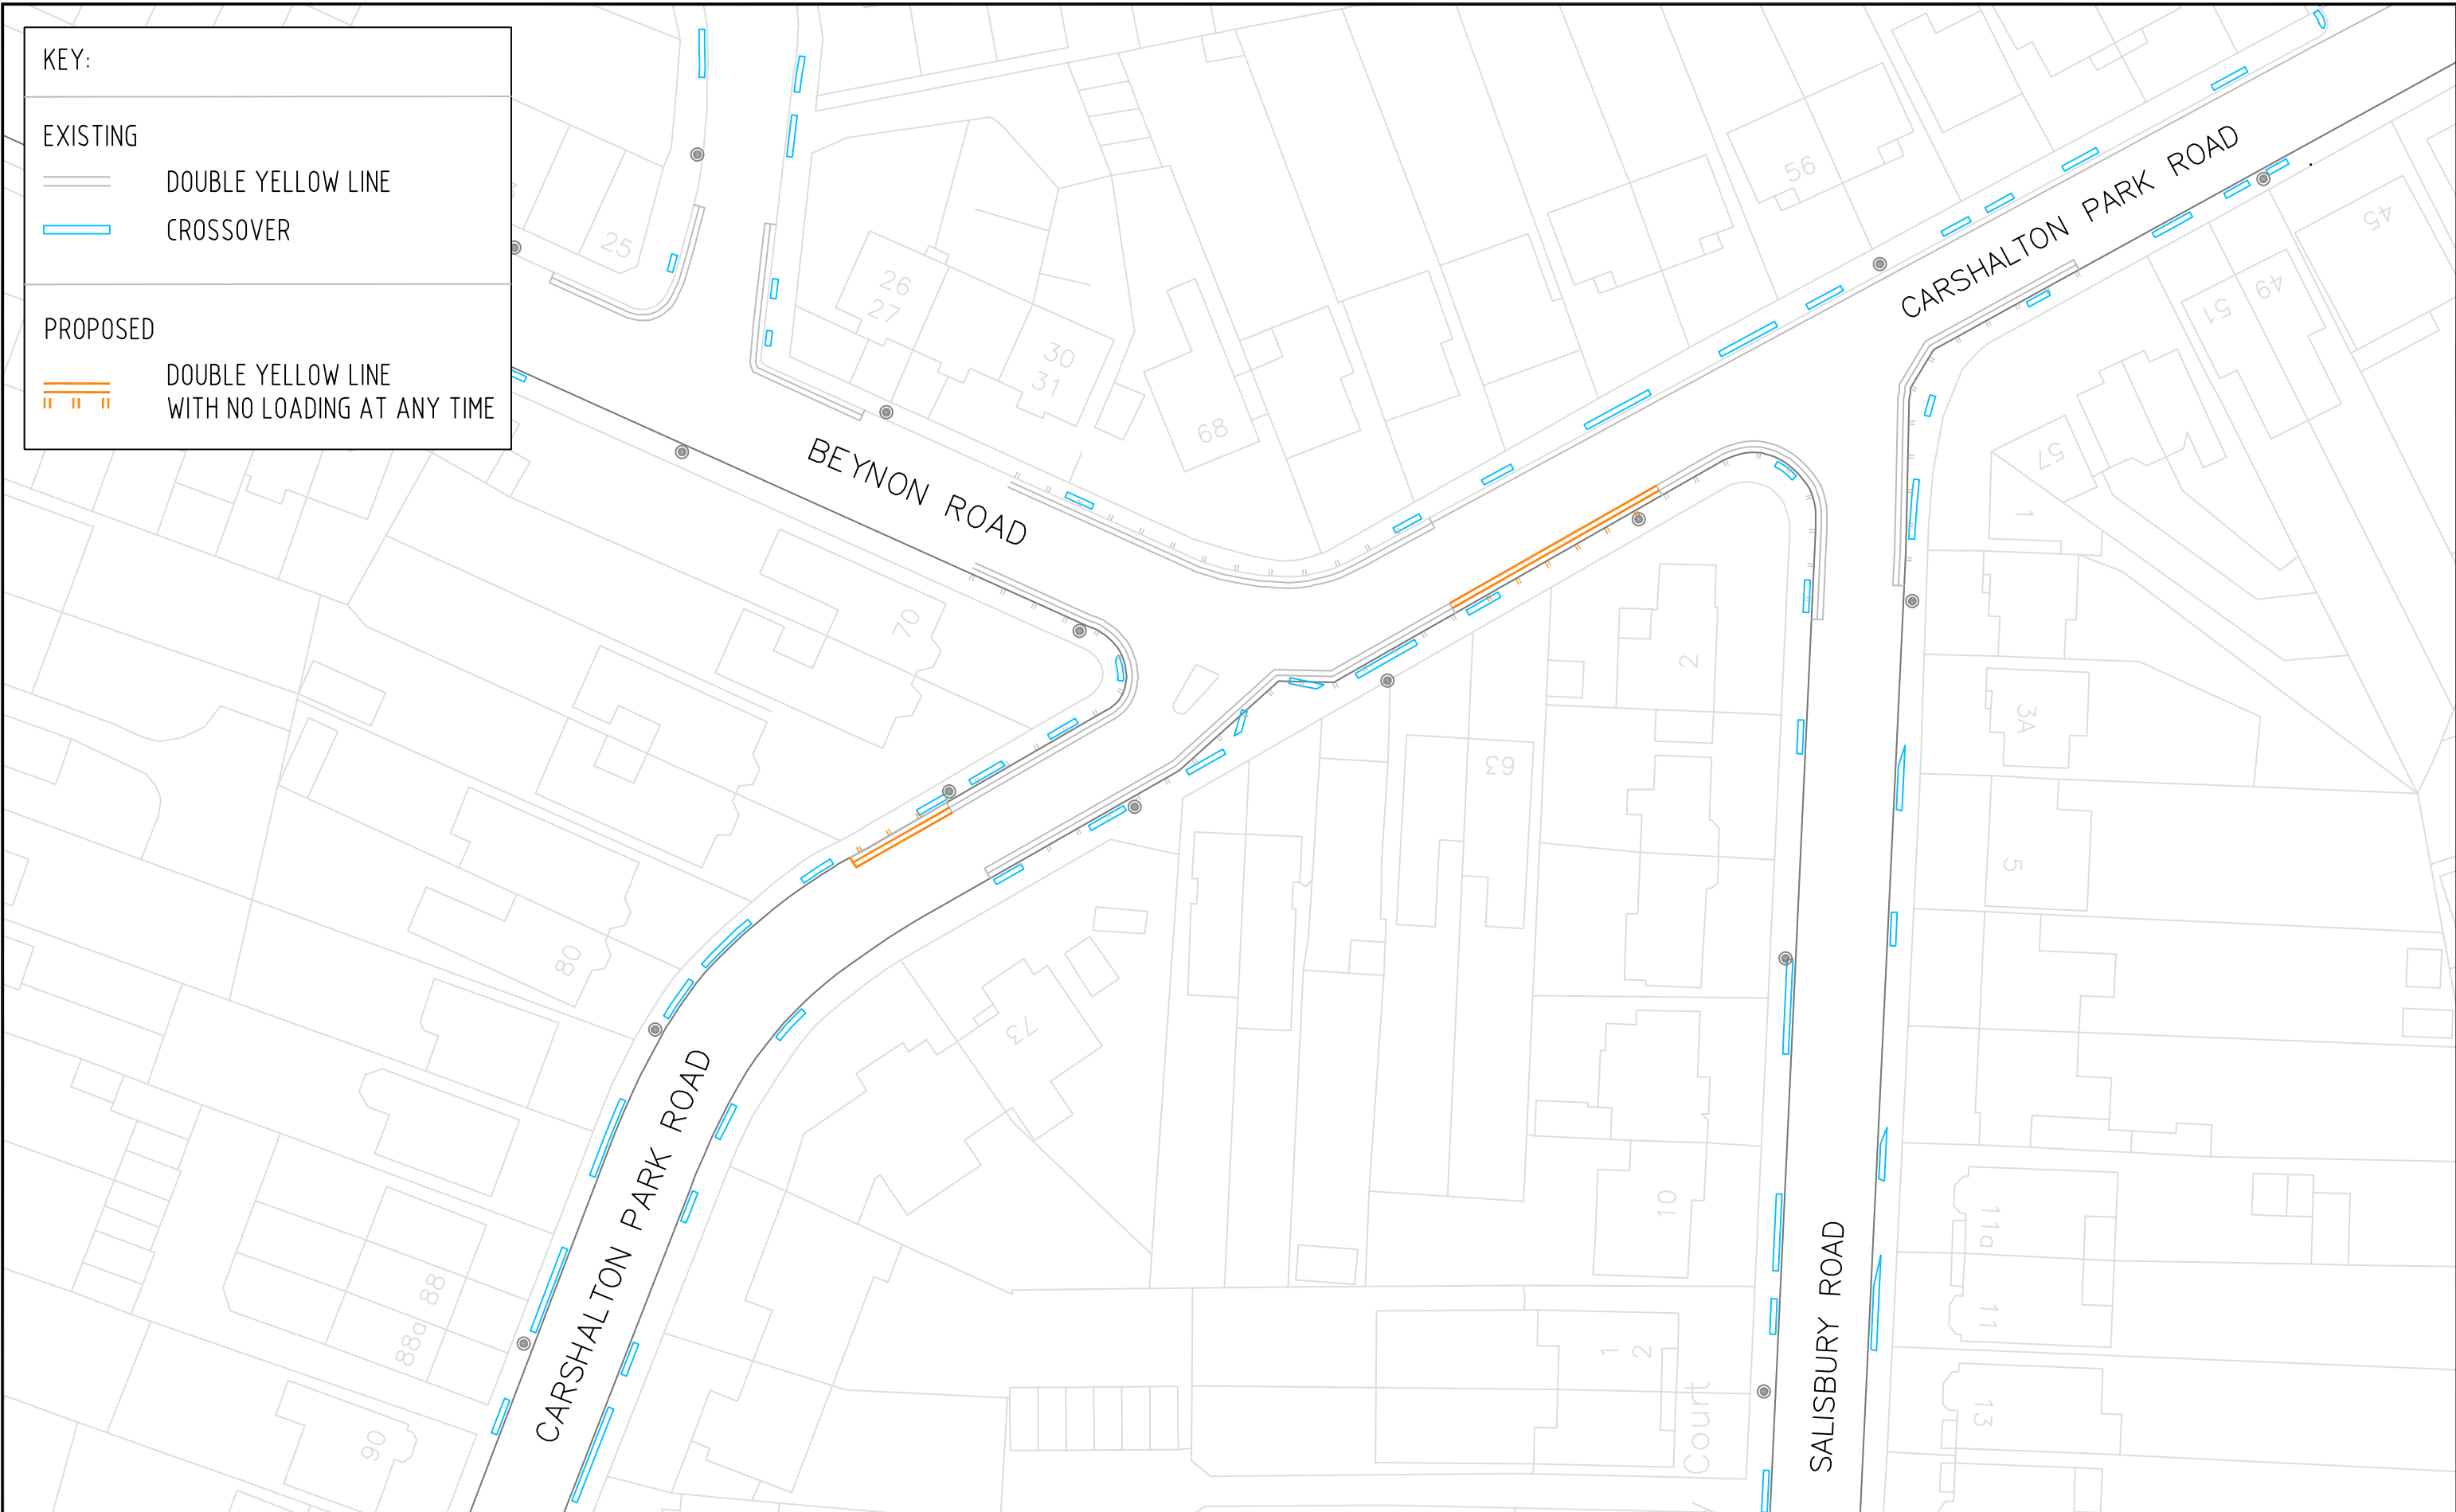 KEY:
EXISTING
DOUBLE YELLOW LINE
CROSSOVER
PROPOSED
DOUBLE YELLOW LINE
WITH NO LOADING AT ANY TIME
25
26
27
30
31
68
56
45
49
51
57
CARSHALTON PARK ROAD
BEYNON ROAD
70
1
2
3A
63
5
80
73
CARSHALTON PARK ROAD
88
88a
90
10
11a
11
13
1
2
Court
SALISBURY ROAD